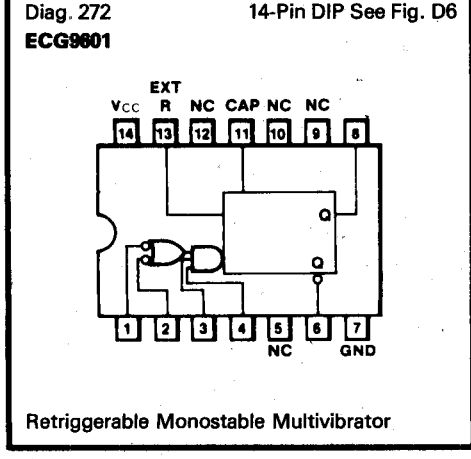 Diag. 272 14-Pin DIP See Fig. D6
ECG9601
EXT
VCC R NC CAP NC NC
14 13 12 11 10 9 8
Q
Q
1 2 3 4 5 6 7
NC GND
Retriggerable Monostable Multivibrator